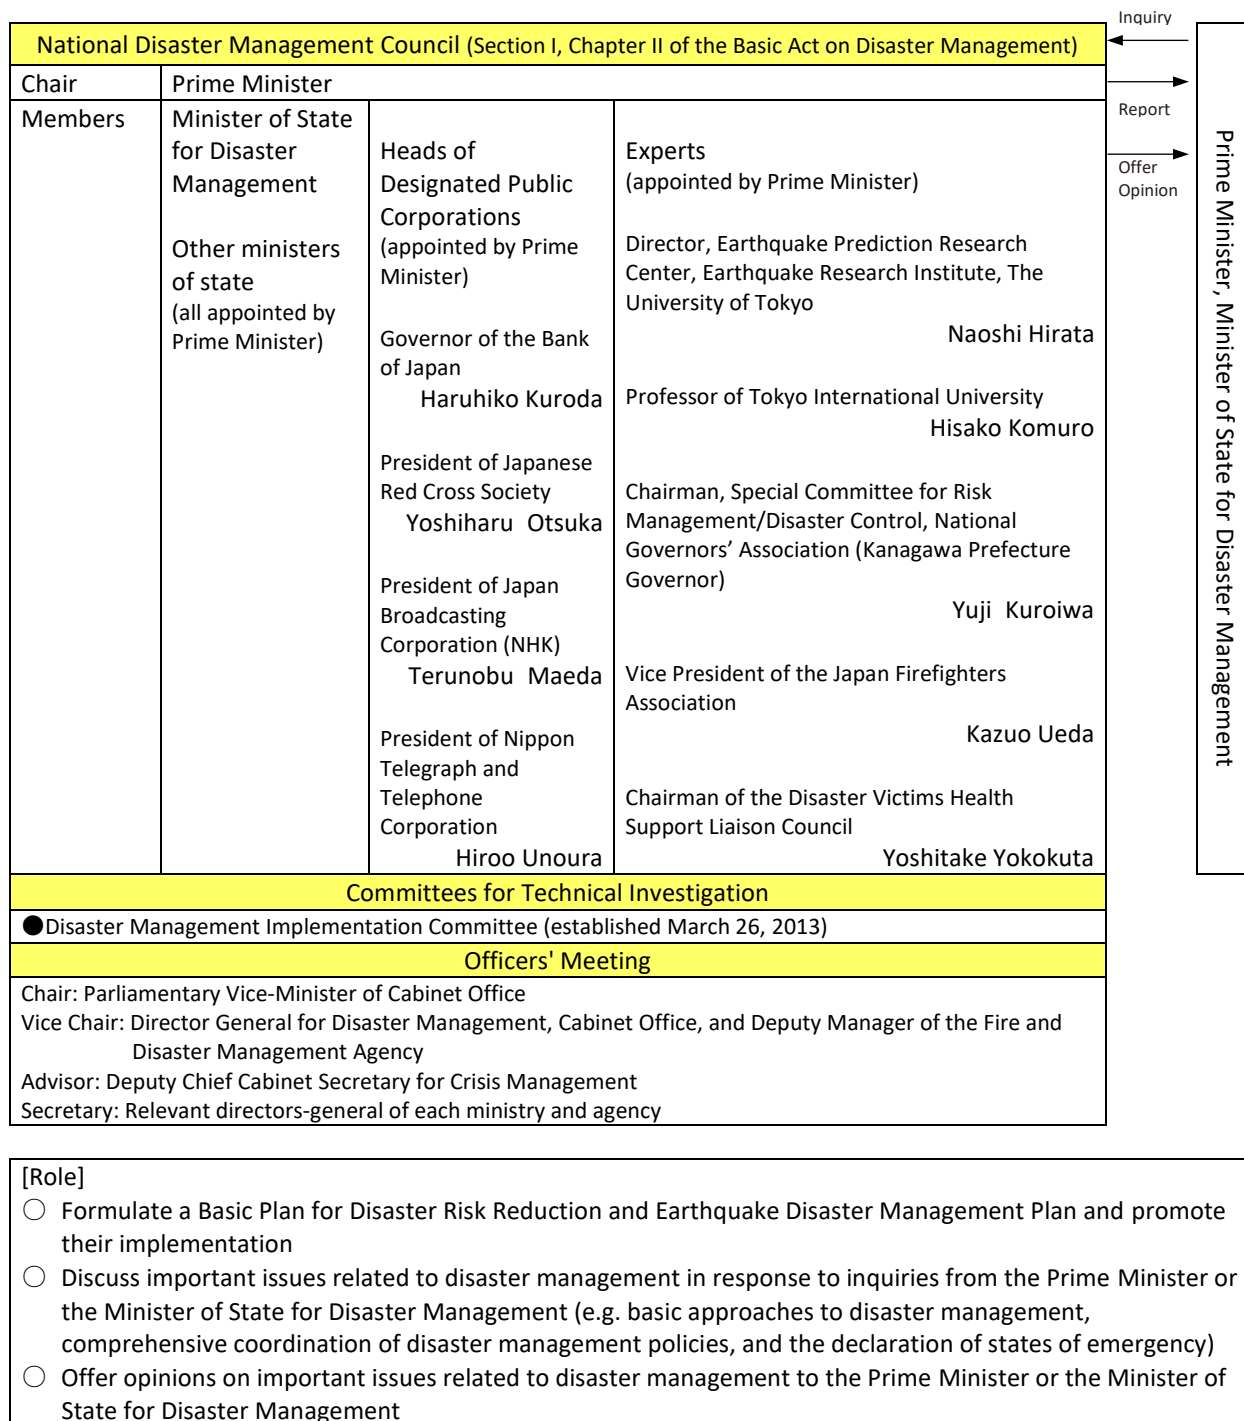 National Disaster Management Council (Section I, Chapter II of the Basic Act on Disaster Management)
Chair
Prime Minister
Members
Minister of State
for Disaster
Management
Other ministers
of state
(all appointed by
Prime Minister)
Heads of
Designated Public
Corporations
(appointed by Prime
Minister)
Governor of the Bank
of Japan
Haruhiko Kuroda
President of Japanese
Red Cross Society
Yoshiharu Otsuka
President of Japan
Broadcasting
Corporation (NHK)
Terunobu Maeda
President of Nippon
Telegraph and
Telephone
Corporation
Hiroo Unoura
Experts
(appointed by Prime Minister)
Director, Earthquake Prediction Research
Center, Earthquake Research Institute, The
University of Tokyo
Naoshi Hirata
Professor of Tokyo International University
Hisako Komuro
Chairman, Special Committee for Risk
Management/Disaster Control, National
Governors’ Association (Kanagawa Prefecture
Governor)
Yuji Kuroiwa
Vice President of the Japan Firefighters
Association
Kazuo Ueda
Chairman of the Disaster Victims Health
Support Liaison Council
Yoshitake Yokokuta
Inquiry
Report
Offer
Opinion
Prime Minister, Minister of State for Disaster Management
Committees for Technical Investigation
●Disaster Management Implementation Committee (established March 26, 2013)
Officers' Meeting
Chair: Parliamentary Vice-Minister of Cabinet Office
Vice Chair: Director General for Disaster Management, Cabinet Office, and Deputy Manager of the Fire and
Disaster Management Agency
Advisor: Deputy Chief Cabinet Secretary for Crisis Management
Secretary: Relevant directors-general of each ministry and agency
[Role]
○ Formulate a Basic Plan for Disaster Risk Reduction and Earthquake Disaster Management Plan and promote
their implementation
○ Discuss important issues related to disaster management in response to inquiries from the Prime Minister or
the Minister of State for Disaster Management (e.g. basic approaches to disaster management,
comprehensive coordination of disaster management policies, and the declaration of states of emergency)
○ Offer opinions on important issues related to disaster management to the Prime Minister or the Minister of
State for Disaster Management